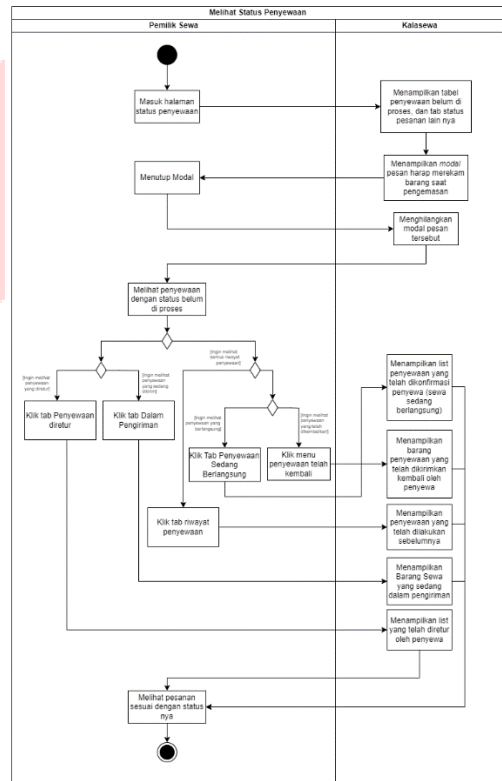 Melihat Status Penyewaan
Pemilik Sewa
Kalasewa
Masuk halaman
status penyewaan
Menampilkan tabel
penyewaan belum di
proses, dan tab status
pesanan lain nya
Menampilkan modal
pesan harap merekam
barang saat
pengemasan
Menutup Modal
Menghilangkan
modal pesan
tersebut
Melihat penyewaan
dengan status belum
di proses
[Ingin melihat
penyewaan
yang diretur]
[Ingin melihat
penyewaan
yang sedang
dikirim]
[Ingin melihat
semua riwayat
penyewaan]
Klik tab Penyewaan
diretur
Klik tab Dalam
Pengiriman
[Ingin melihat
penyewaan yang
berlangsung]
[Ingin melihat
penyewaan
yang telah
Klik Tab Penyewaan
Sedang
Berlangsung
Klik menu
penyewaan telah
kembali
Klik tab riwayat
penyewaan
Menampilkan list
penyewaan yang
telah dikonfirmasi
penyewa (sewa
sedang
berlangsung)
Menampilkan
barang
penyewaan yang
telah dikirimkan
kembali oleh
penyewa
Menampilkan
penyewaan yang
telah dilakukan
sebelumnya
Menampilkan
Barang Sewa
yang sedang
dalam pengiriman
Menampilkan list
yang telah diretur
oleh penyewa
Melihat pesanan
sesuai dengan status
nya